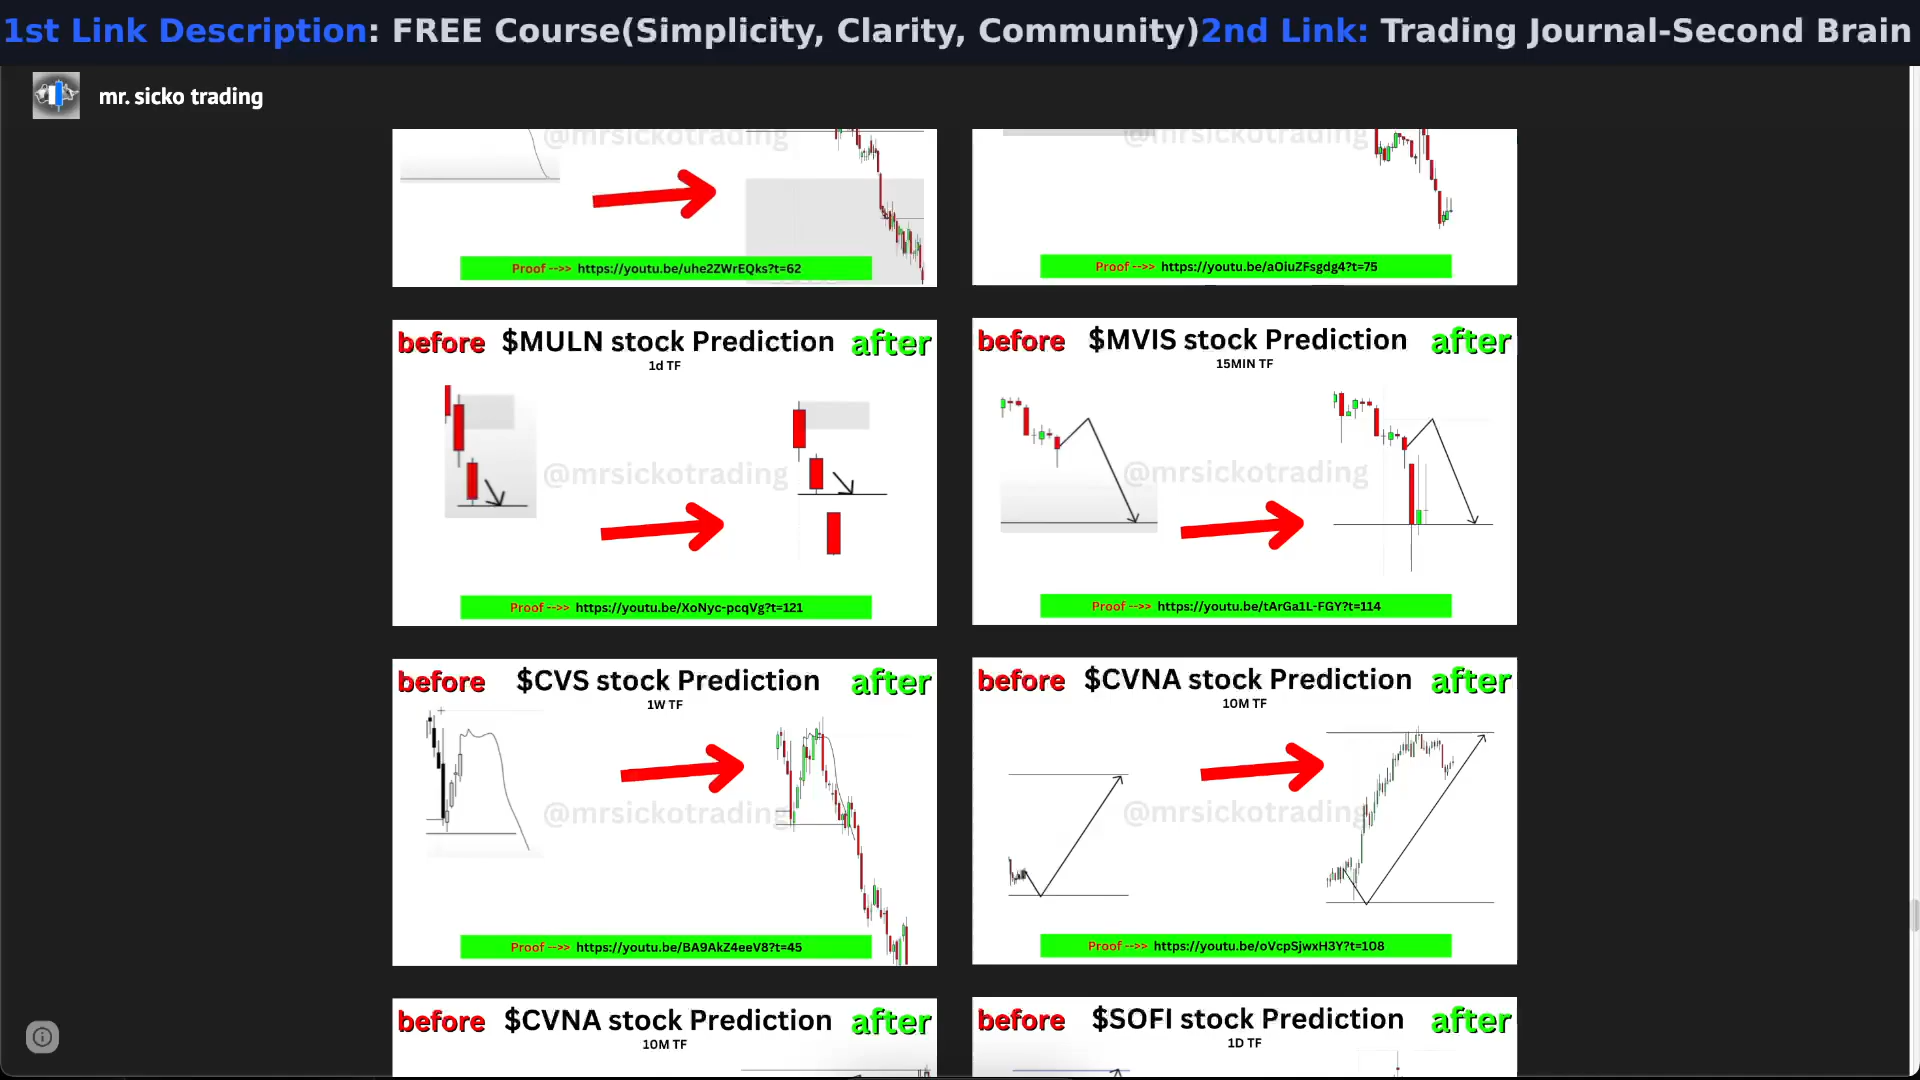 1st Link Description: FREE Course(Simplicity, Clarity, Community)2nd Link: Trading Journal-Second Brain
mr. sicko trading
@mrsickotrading
Proof -->> https://youtu.be/uhe2ZWrEQks?t=62
@mrsickotrading
Proof -->> https://youtu.be/aOiuZFsgdg4?t=75
before $MULN stock Prediction after
1d TF
@mrsickotrading
Proof -->> https://youtu.be/XoNyc-pcqVg?t=121
before $MVIS stock Prediction after
15MIN TF
@mrsickotrading
Proof -->> https://youtu.be/tArGa1L-FGY?t=114
before $CVS stock Prediction after
1W TF
@mrsickotrading
Proof -->> https://youtu.be/BA9AkZ4eeV8?t=45
before $CVNA stock Prediction after
10M TF
@mrsickotrading
Proof -->> https://youtu.be/oVcpSjwxH3Y?t=108
before $CVNA stock Prediction after
10M TF
before $SOFI stock Prediction after
1D TF